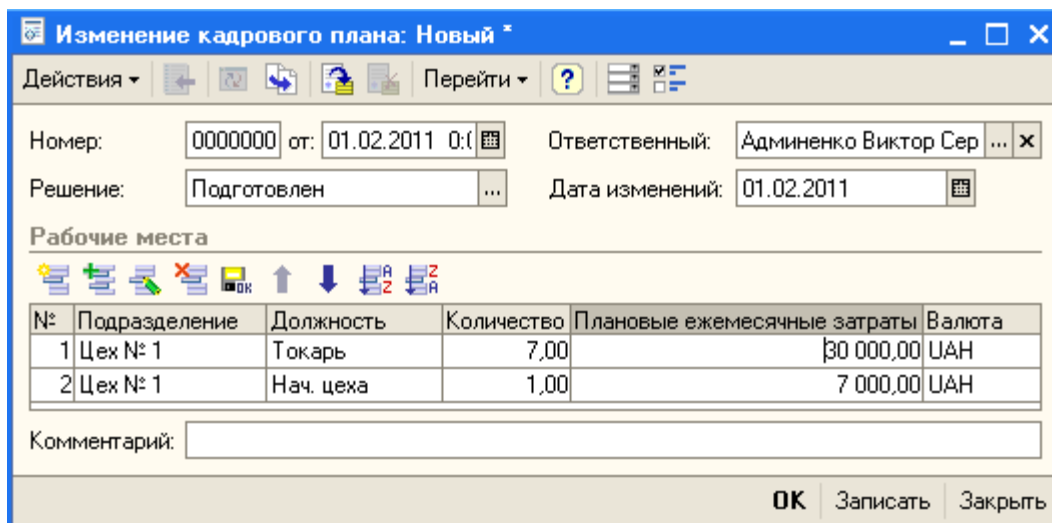 Изменение кадрового плана: Новый *
Действия Перейти ?
Номер: 0000000 от: 01.02.2011 0:( Ответственный: Админенко Виктор Сер ... x
Решение: Подготовлен ... Дата изменений: 01.02.2011
Рабочие места
№ Подразделение Должность Количество Плановые ежемесячные затраты Валюта
1 Цех № 1 Токарь 7,00 30 000,00 UAH
2 Цех № 1 Нач. цеха 1,00 7 000,00 UAH
Комментарий:
OK Записать Закрыть